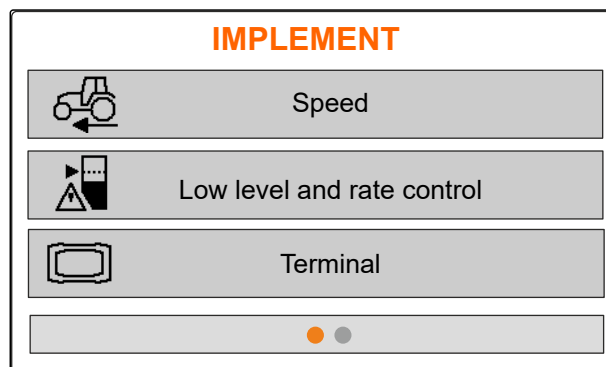 IMPLEMENT
Speed
Low level and rate control
Terminal